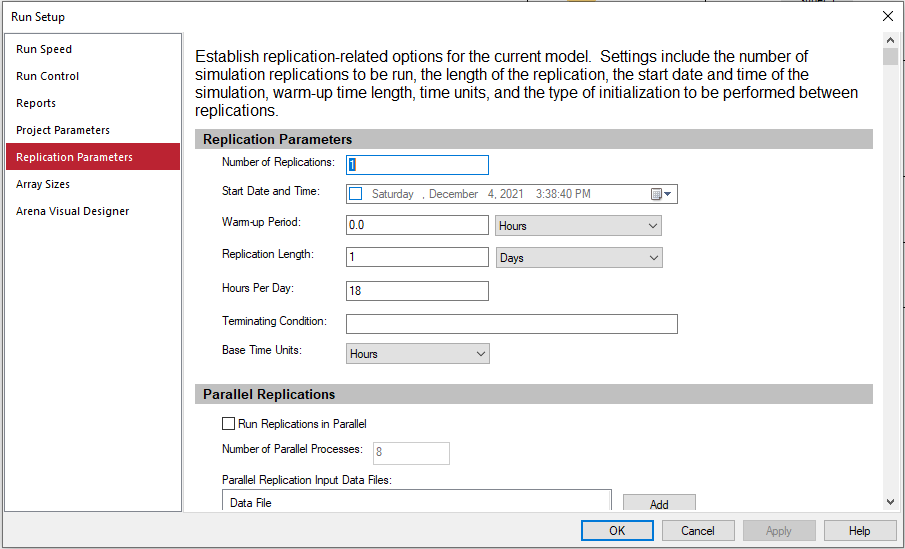 Run Setup
Run Speed
Run Control
Reports
Project Parameters
Replication Parameters
Array Sizes
Arena Visual Designer
Establish replication-related options for the current model.  Settings include the number of
simulation replications to be run, the length of the replication, the start date and time of the
simulation, warm-up time length, time units, and the type of initialization to be performed between
replications.
Replication Parameters
Number of Replications: 1
Start Date and Time: Saturday , December 4, 2021 3:38:40 PM
Warm-up Period: 0.0 Hours
Replication Length: 1 Days
Hours Per Day: 18
Terminating Condition:
Base Time Units: Hours
Parallel Replications
Run Replications in Parallel
Number of Parallel Processes: 8
Parallel Replication Input Data Files:
Data File Add
OK Cancel Apply Help